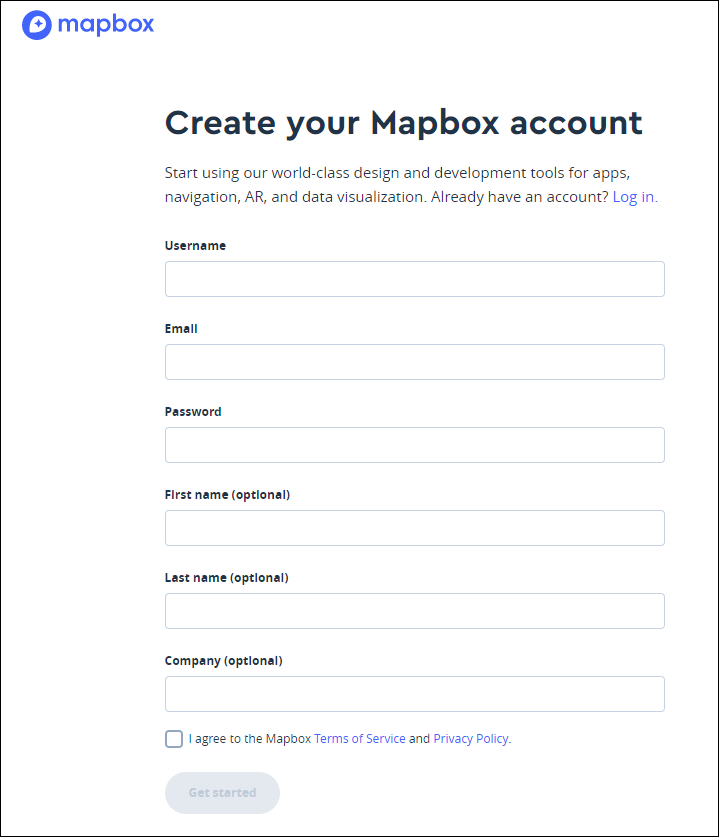 mapbox
Create your Mapbox account
Start using our world-class design and development tools for apps,
navigation, AR, and data visualization. Already have an account? Log in.
Username
Email
Password
First name (optional)
Last name (optional)
Company (optional)
I agree to the Mapbox Terms of Service and Privacy Policy.
Get started